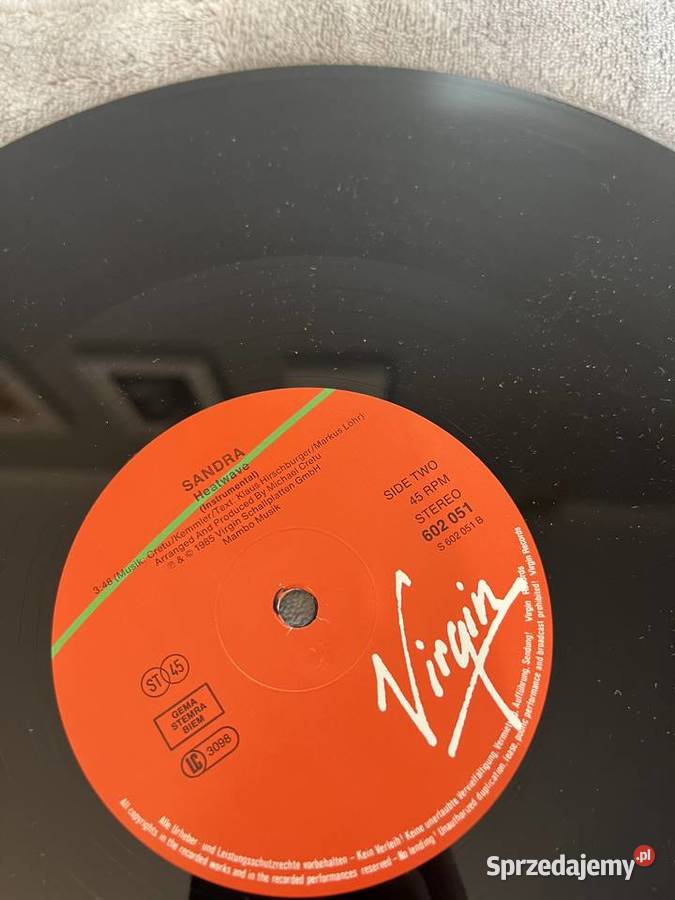 SANDRA
Heatwave
(Instrumental)
3:48 (Musik: Cretu/Kemmler/Text: Klaus Hirschburger/Markus Löhr)
Arranged And Produced By Michael Cretu
℗ & © 1985 Virgin Schallplatten GmbH
Mambo Musik
SIDE TWO
45 RPM
STEREO
602 051
S 602 051 B
Virgin
ST 45
GEMA
STEMRA
BIEM
LC 3098
Alle Urheber- und Leistungsschutzrechte vorbehalten - Kein Verleih! Keine unerlaubte Vervielfältigung, Vermietung, Aufführung, Sendung! Virgin Records
All copyrights in the recorded works and in the recorded performances reserved - No lending! Unauthorized duplication, lease, public performance and broadcast prohibited! Virgin Records
Sprzedajemy.pl